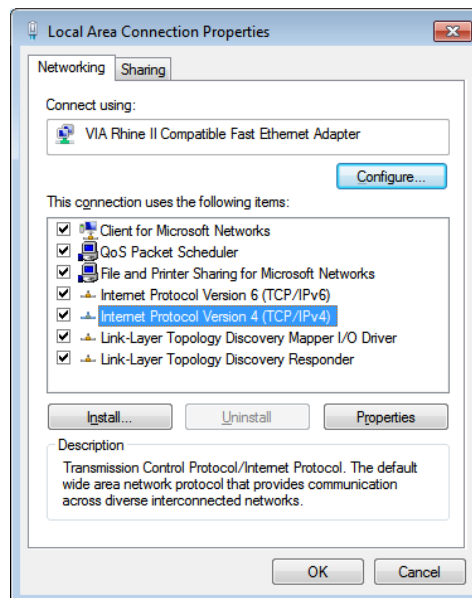 Local Area Connection Properties
Networking Sharing
Connect using:
VIA Rhine II Compatible Fast Ethernet Adapter
Configure...
This connection uses the following items:
Client for Microsoft Networks
QoS Packet Scheduler
File and Printer Sharing for Microsoft Networks
Internet Protocol Version 6 (TCP/IPv6)
Internet Protocol Version 4 (TCP/IPv4)
Link-Layer Topology Discovery Mapper I/O Driver
Link-Layer Topology Discovery Responder
Install... Uninstall Properties
Description
Transmission Control Protocol/Internet Protocol. The default
wide area network protocol that provides communication
across diverse interconnected networks.
OK Cancel